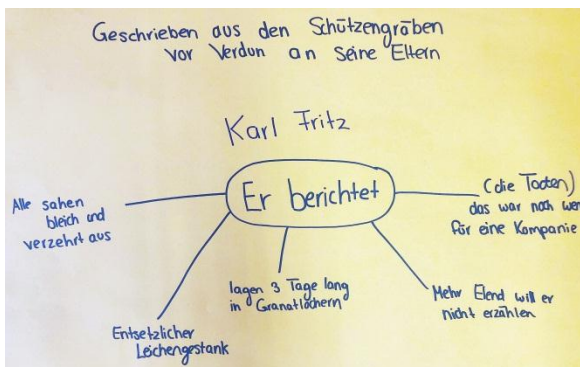 Geschrieben aus den Schützengräben
vor Verdun an seine Eltern
Karl Fritz
Er berichtet
Alle sahen
bleich und
verzehrt aus
(die Tooten)
das war noch wen
für eine Kompanie
lagen 3 Tage lang
in Granatlöchern
Mehr Elend will er
nicht erzählen
Entsetzlicher
Leichengestank